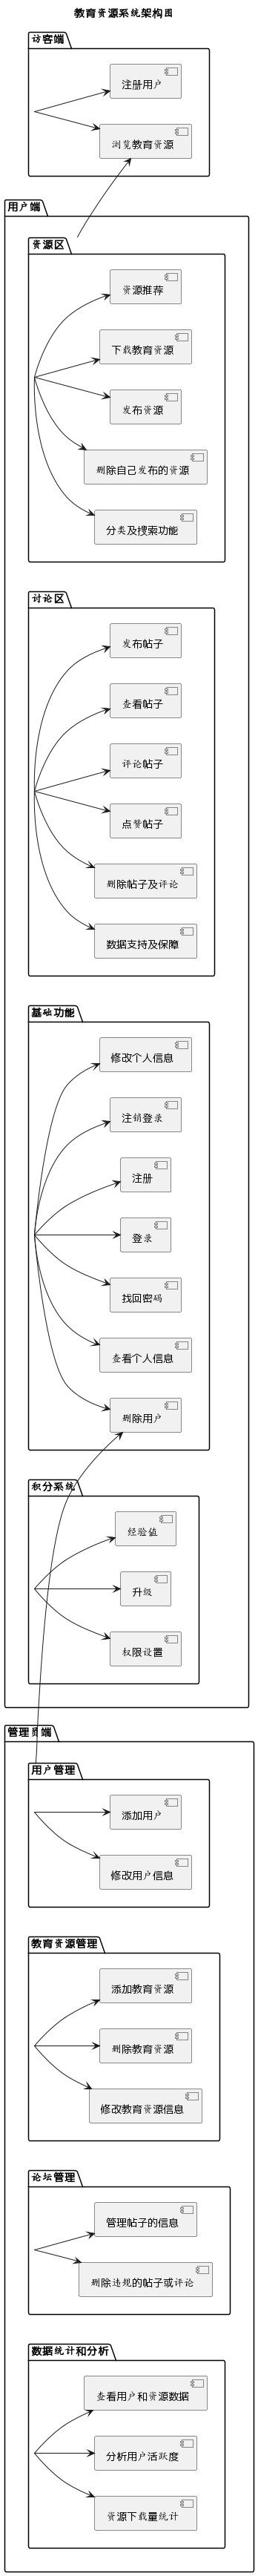 教育资源系统架构图
访客端
注册用户
浏览教育资源
用户端
资源区
资源推荐
下载教育资源
发布资源
删除自己发布的资源
分类及搜索功能
讨论区
发布帖子
查看帖子
评论帖子
点赞帖子
删除帖子及评论
数据支持及保障
基础功能
修改个人信息
注销登录
注册
登录
找回密码
查看个人信息
删除用户
积分系统
经验值
升级
权限设置
管理员端
用户管理
添加用户
修改用户信息
教育资源管理
添加教育资源
删除教育资源
修改教育资源信息
论坛管理
管理帖子的信息
删除违规的帖子或评论
数据统计和分析
查看用户和资源数据
分析用户活跃度
资源下载量统计